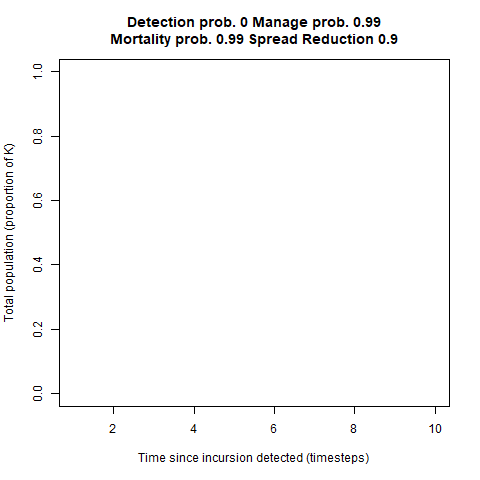 Detection prob. 0 Manage prob. 0.99
Mortality prob. 0.99 Spread Reduction 0.9
Total population (proportion of K)
1.0
0.8
0.6
0.4
0.2
0.0
2 4 6 8 10
Time since incursion detected (timesteps)